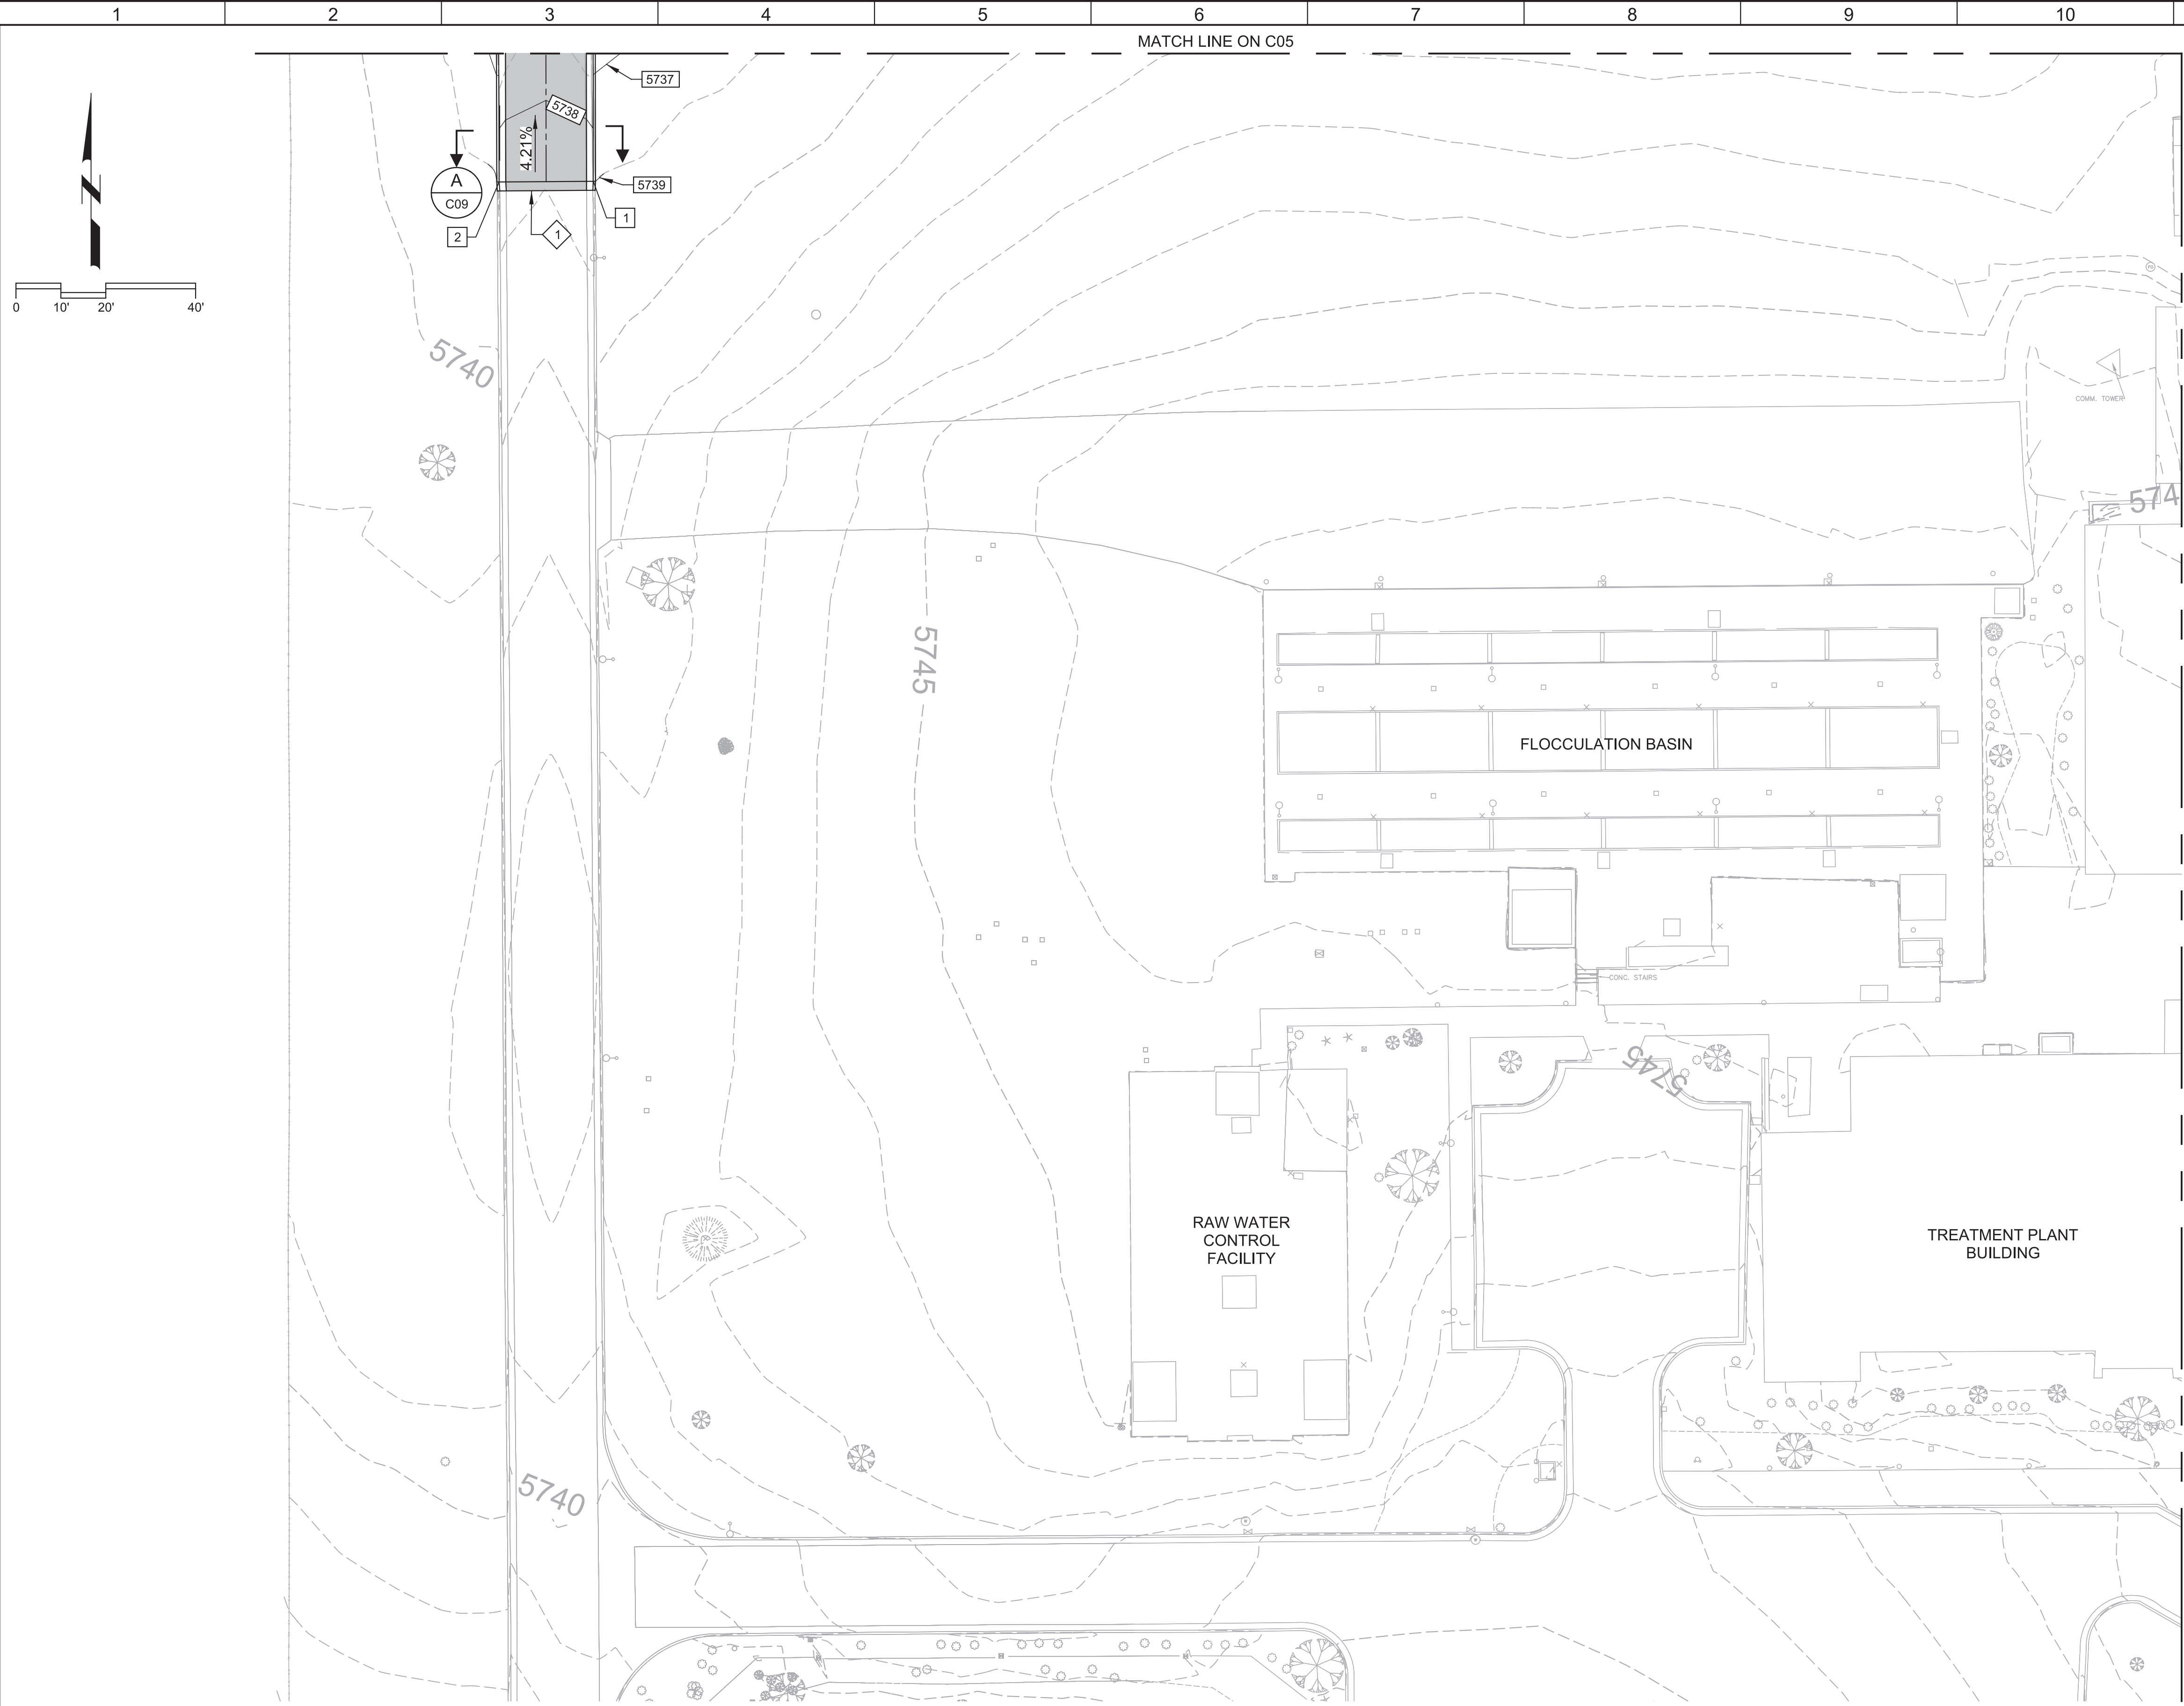 1 2 3 4 5 6 7 8 9 10
MATCH LINE ON C05
5737
5738
4.21%
A
C09
5739
1
2
1
N
0 10' 20' 40'
5740
COMM. TOWER
574
5745
FLOCCULATION BASIN
CONC. STAIRS
5745
RAW WATER
CONTROL
FACILITY
TREATMENT PLANT
BUILDING
5740